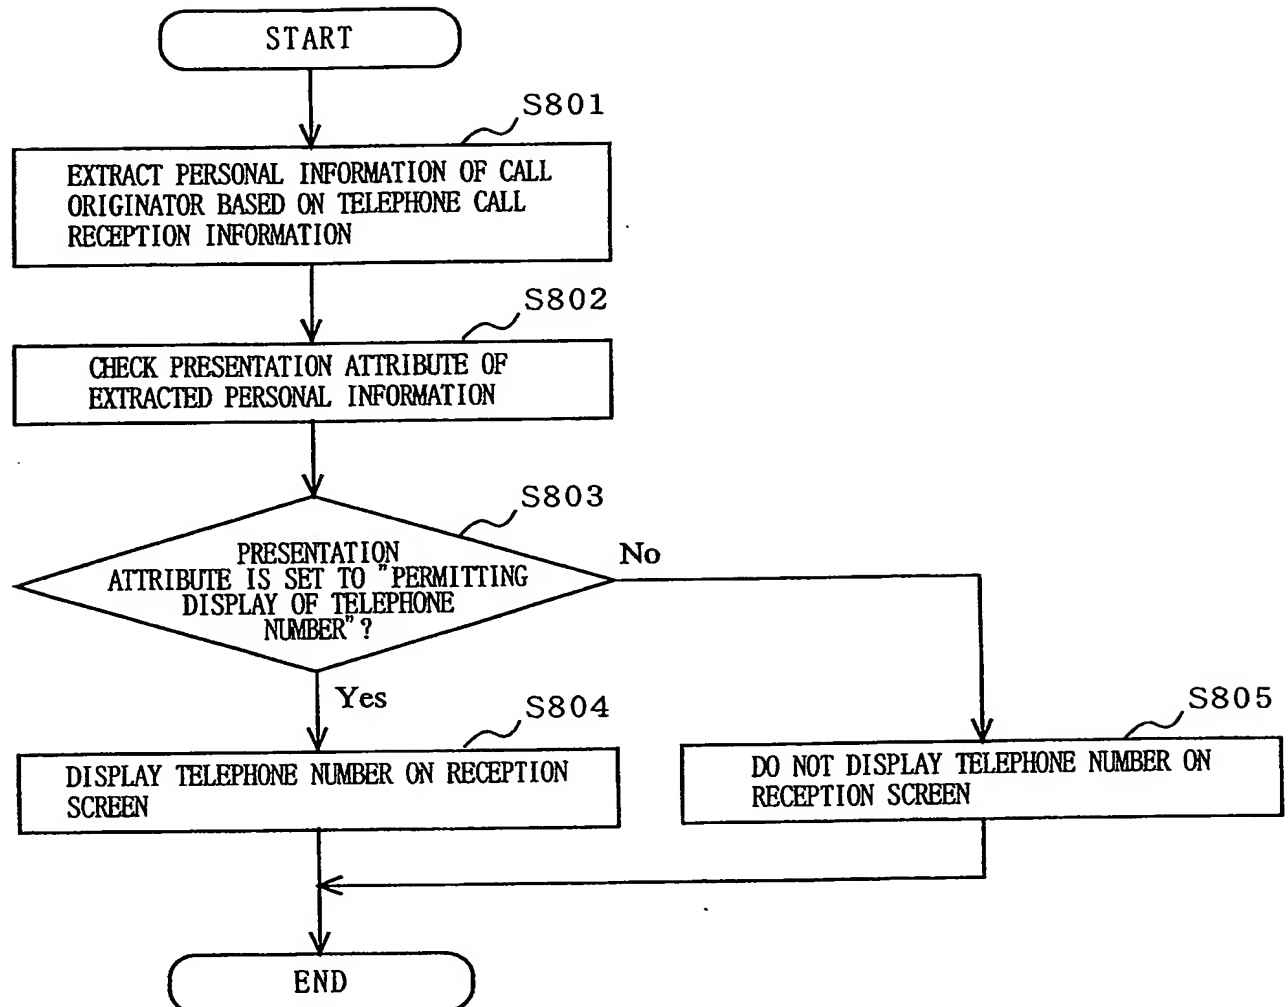 START
S801
EXTRACT PERSONAL INFORMATION OF CALL
ORIGINATOR BASED ON TELEPHONE CALL
RECEPTION INFORMATION
S802
CHECK PRESENTATION ATTRIBUTE OF
EXTRACTED PERSONAL INFORMATION
S803
PRESENTATION
ATTRIBUTE IS SET TO "PERMITTING
DISPLAY OF TELEPHONE
NUMBER"?
No
Yes
S804
DISPLAY TELEPHONE NUMBER ON RECEPTION
SCREEN
S805
DO NOT DISPLAY TELEPHONE NUMBER ON
RECEPTION SCREEN
END